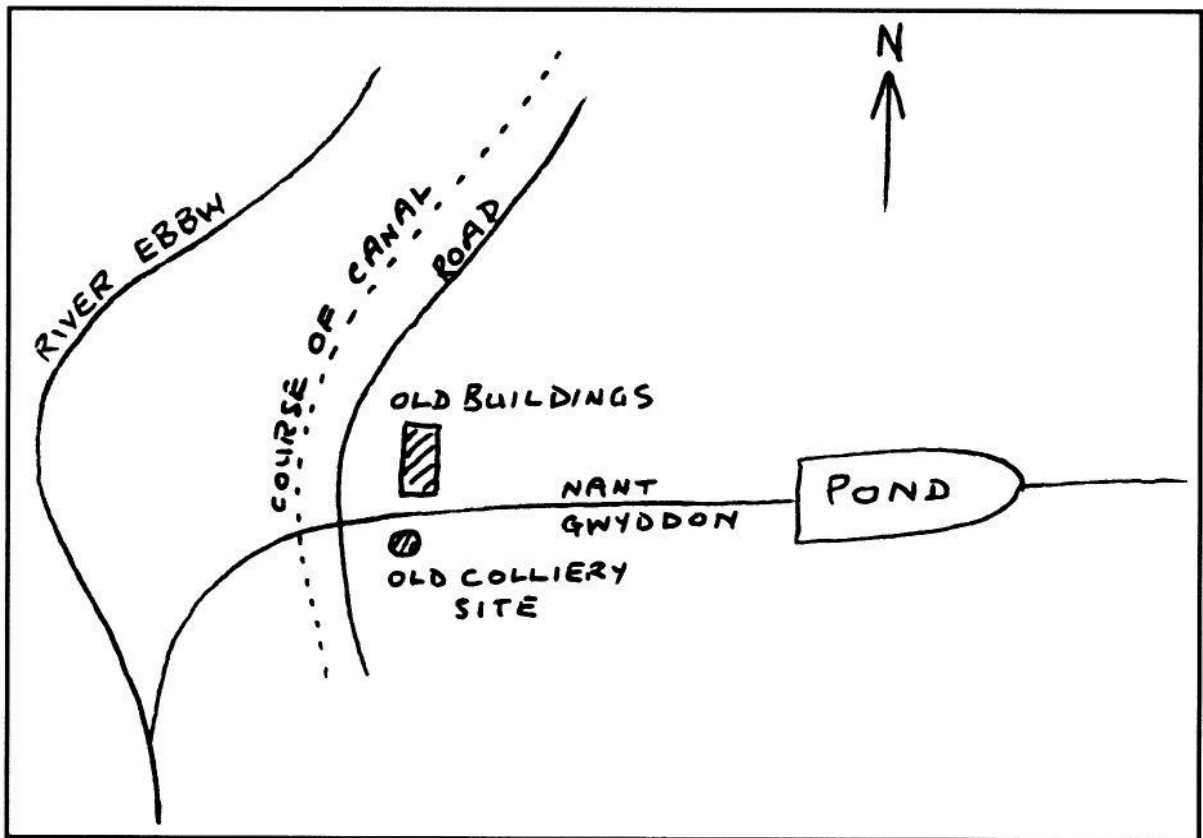 N
RIVER EBBW
COURSE OF CANAL
ROAD
OLD BUILDINGS
NANT
GWYDDON
POND
OLD COLLIERY
SITE